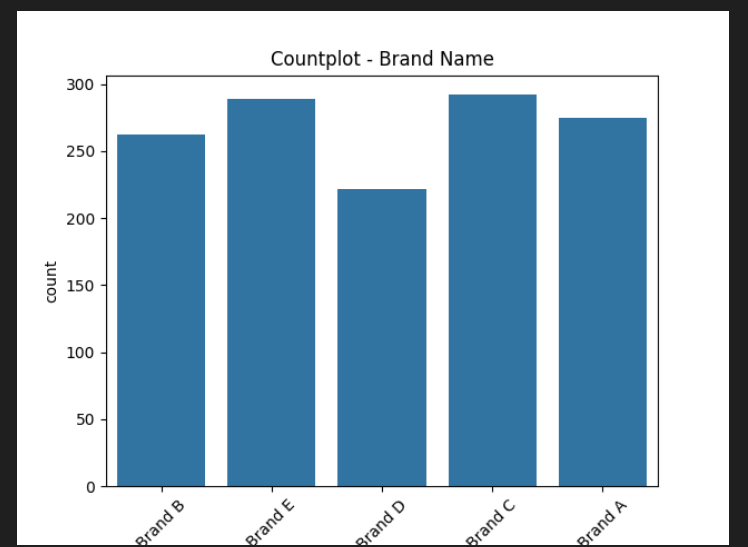 Countplot - Brand Name
300
250
200
150
100
50
0
count
Brand B
Brand E
Brand D
Brand C
Brand A